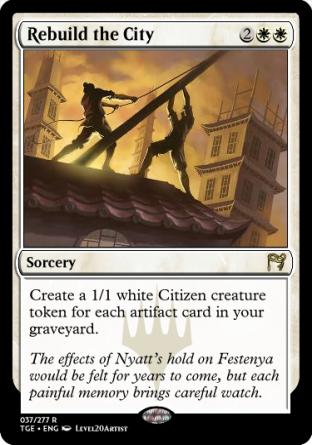 Rebuild the City 2
Sorcery
Create a 1/1 white Citizen creature
token for each artifact card in your
graveyard.
The effects of Nyatt's hold on Festenya
would be felt for years to come, but each
painful memory brings careful watch.
037/277 R
TGE • ENG Level20Artist